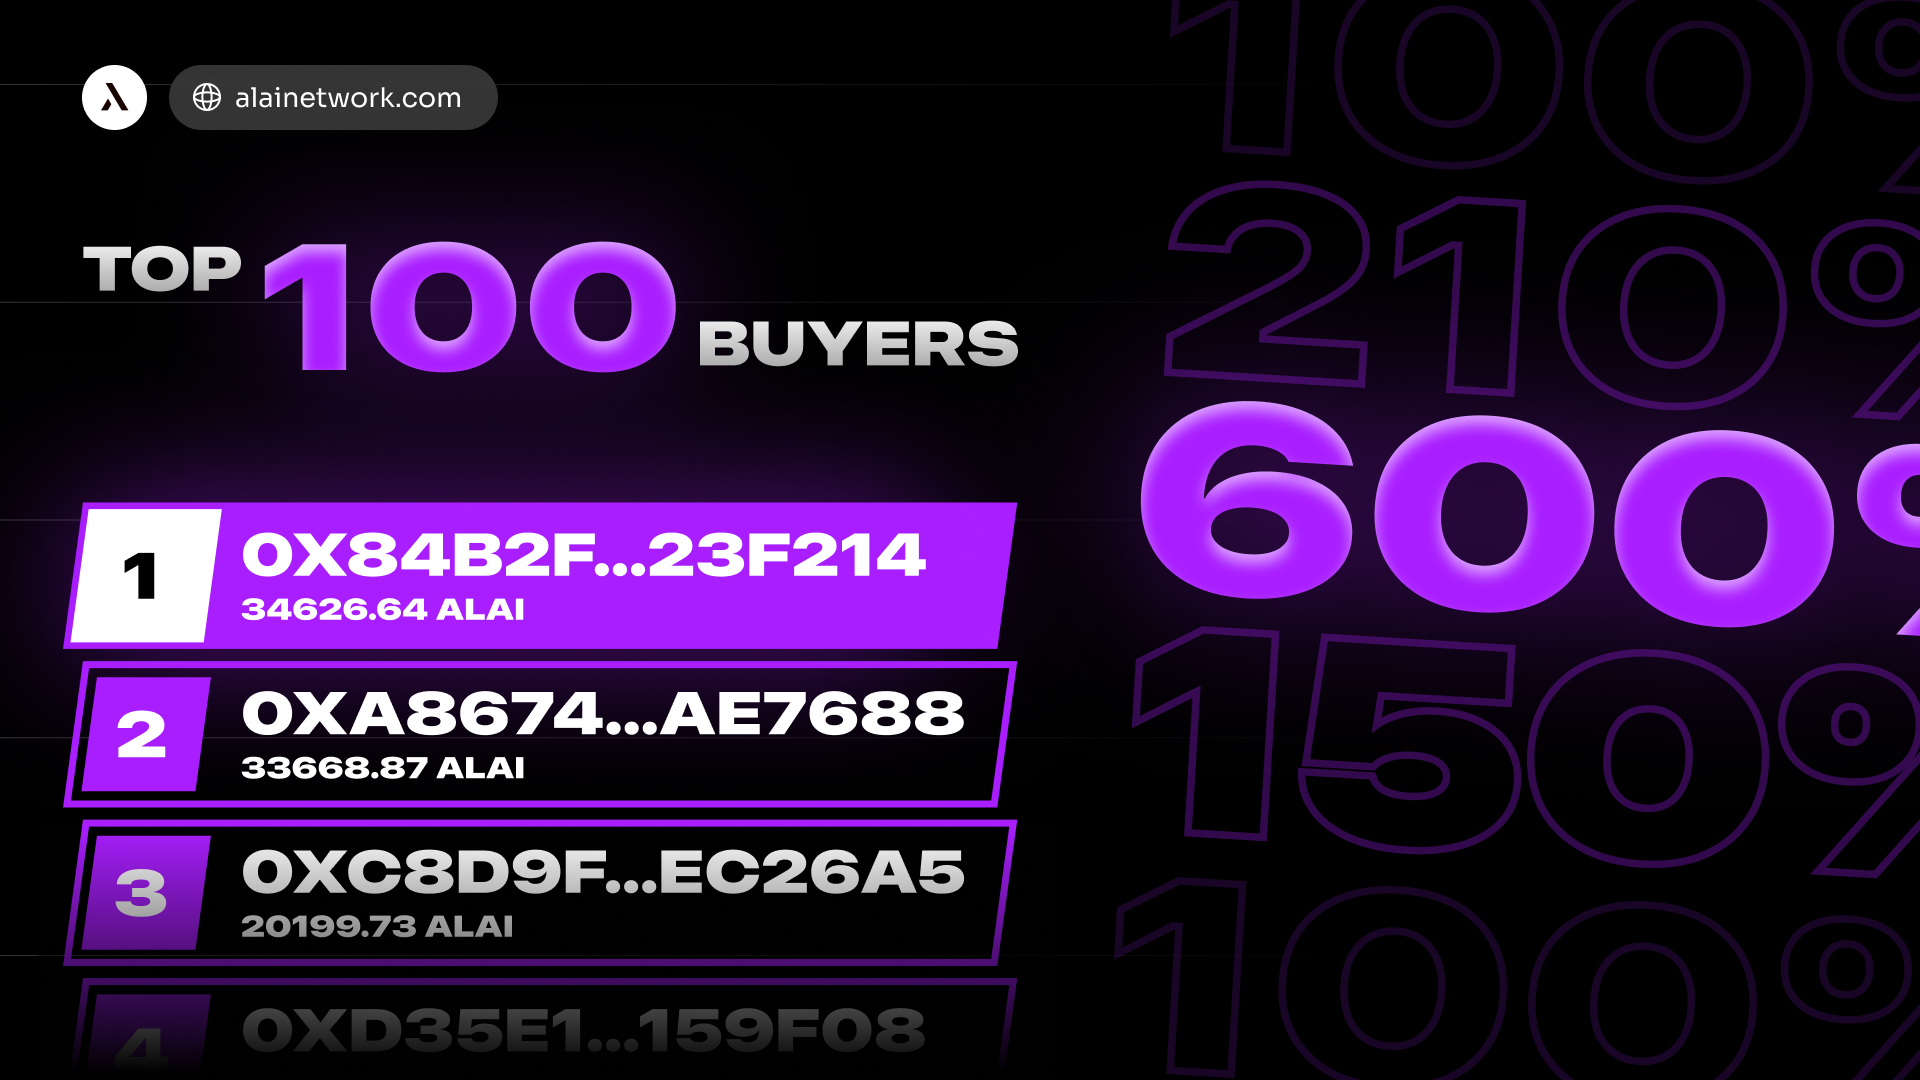 alainetwork.com
TOP 100 BUYERS
1
0X84B2F...23F214
34626.64 ALAI
2
0XA8674...AE7688
33668.87 ALAI
3
0XC8D9F...EC26A5
20199.73 ALAI
4
0XD35E1...159F08
100%
210%
600%
150%
100%